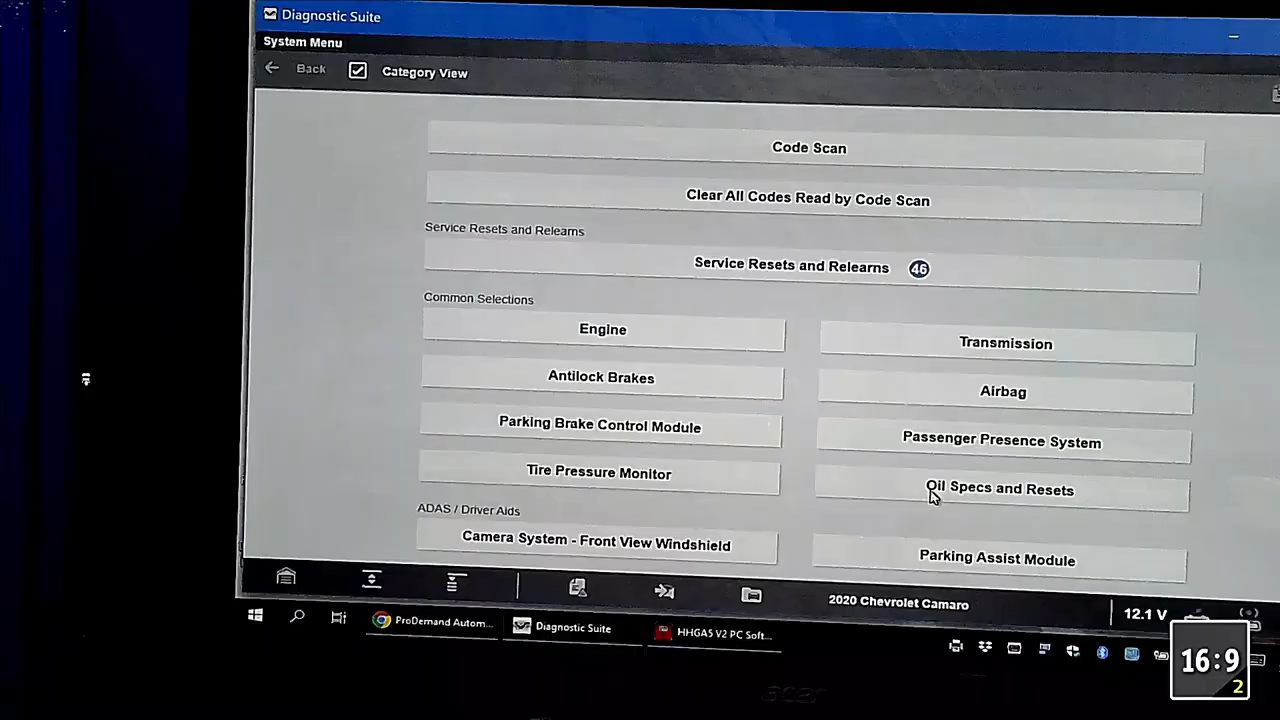 Diagnostic Suite
System Menu
Back Category View
Code Scan
Clear All Codes Read by Code Scan
Service Resets and Relearns
Service Resets and Relearns 46
Common Selections
Engine Transmission
Antilock Brakes Airbag
Parking Brake Control Module Passenger Presence System
Tire Pressure Monitor Oil Specs and Resets
ADAS / Driver Aids
Camera System - Front View Windshield Parking Assist Module
2020 Chevrolet Camaro 12.1 V
ProDemand Autom... Diagnostic Suite HHGA5 V2 PC Soft...
16:9
2
acer